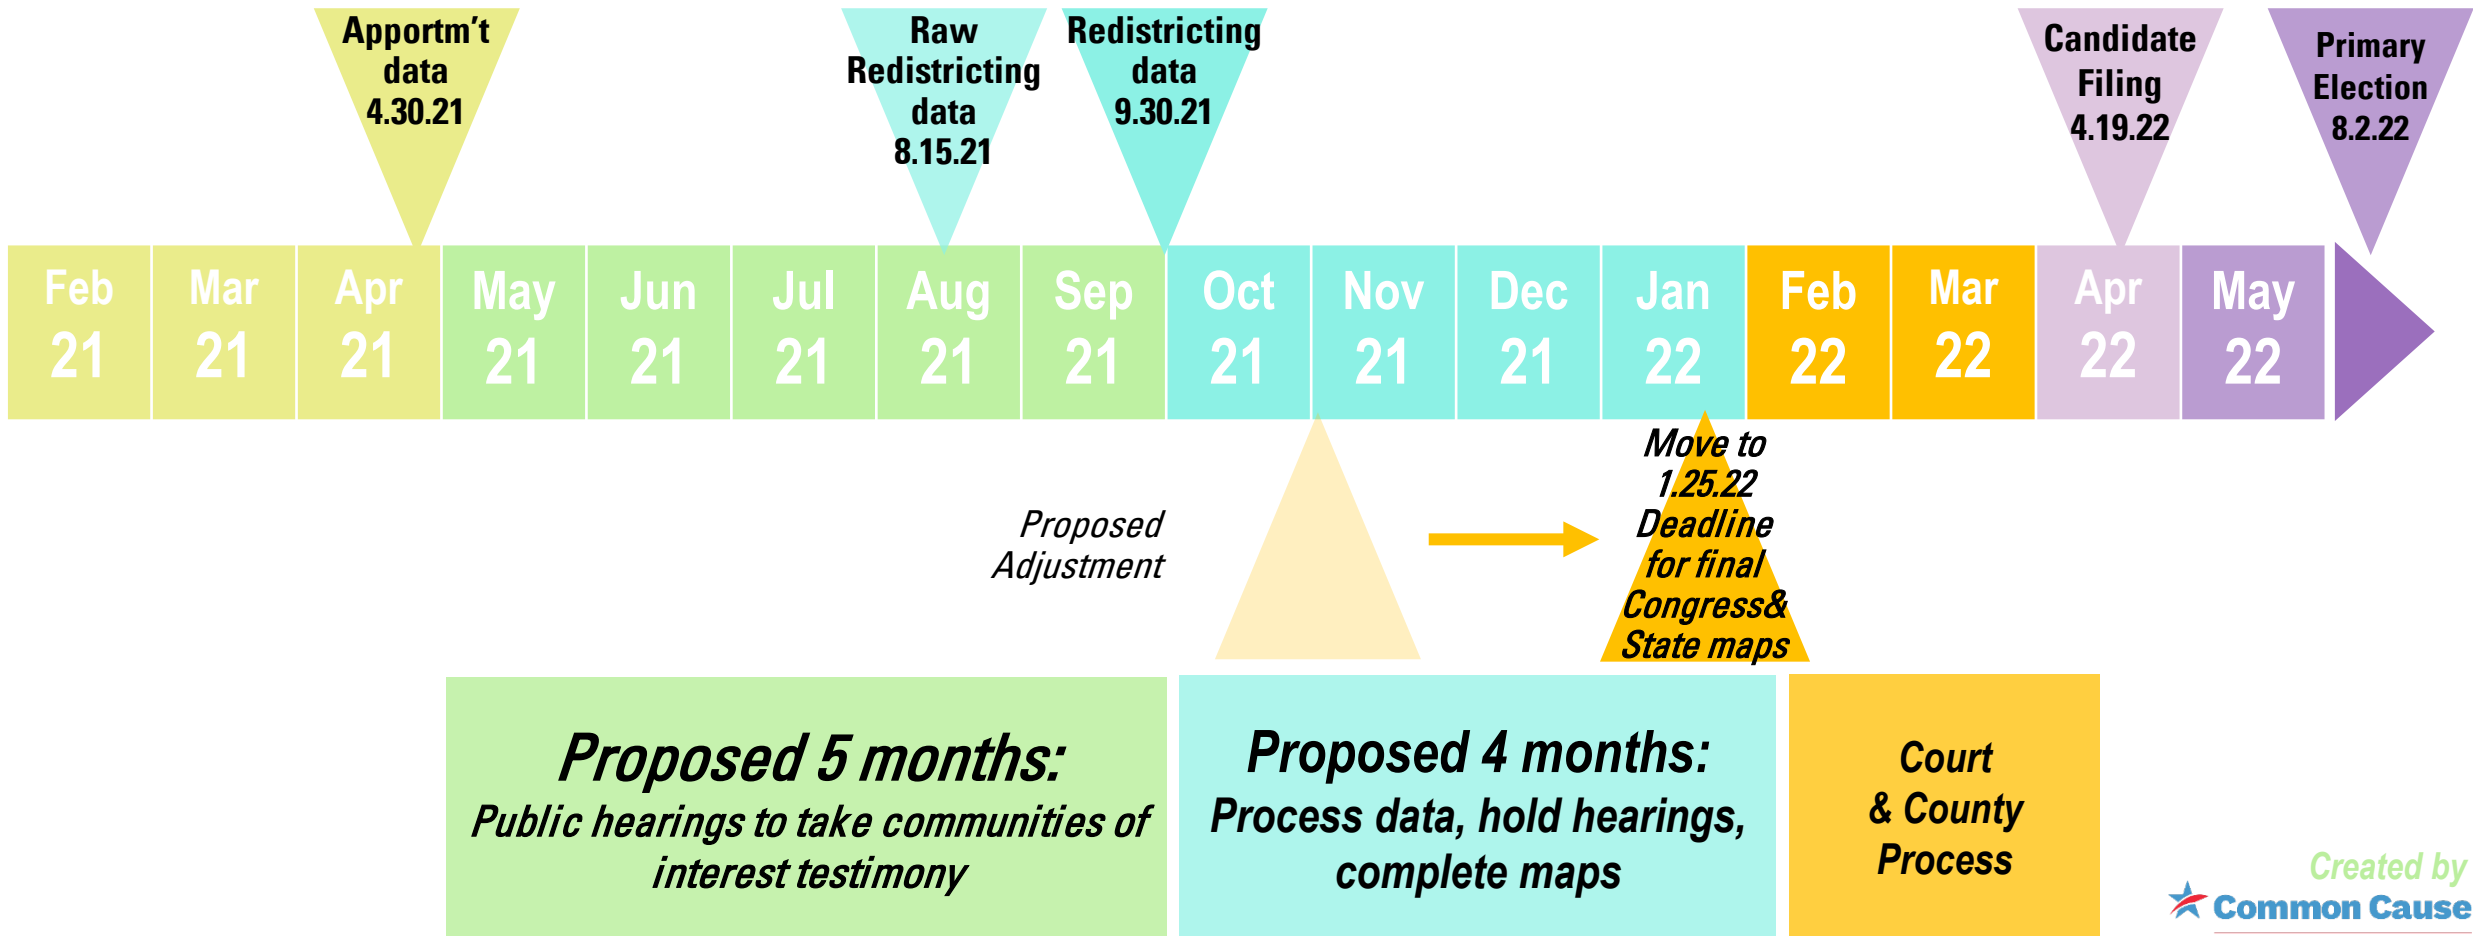 Apportm't
data
4.30.21
Raw
Redistricting
data
8.15.21
Redistricting
data
9.30.21
Candidate
Filing
4.19.22
Primary
Election
8.2.22
Feb
21
Mar
21
Apr
21
May
21
Jun
21
Jul
21
Aug
21
Sep
21
Oct
21
Nov
21
Dec
21
Jan
22
Feb
22
Mar
22
Apr
22
May
22
Proposed
Adjustment
Move to
1.25.22
Deadline
for final
Congress&
State maps
Proposed 5 months:
Public hearings to take communities of
interest testimony
Proposed 4 months:
Process data, hold hearings,
complete maps
Court
& County
Process
Created by
Common Cause